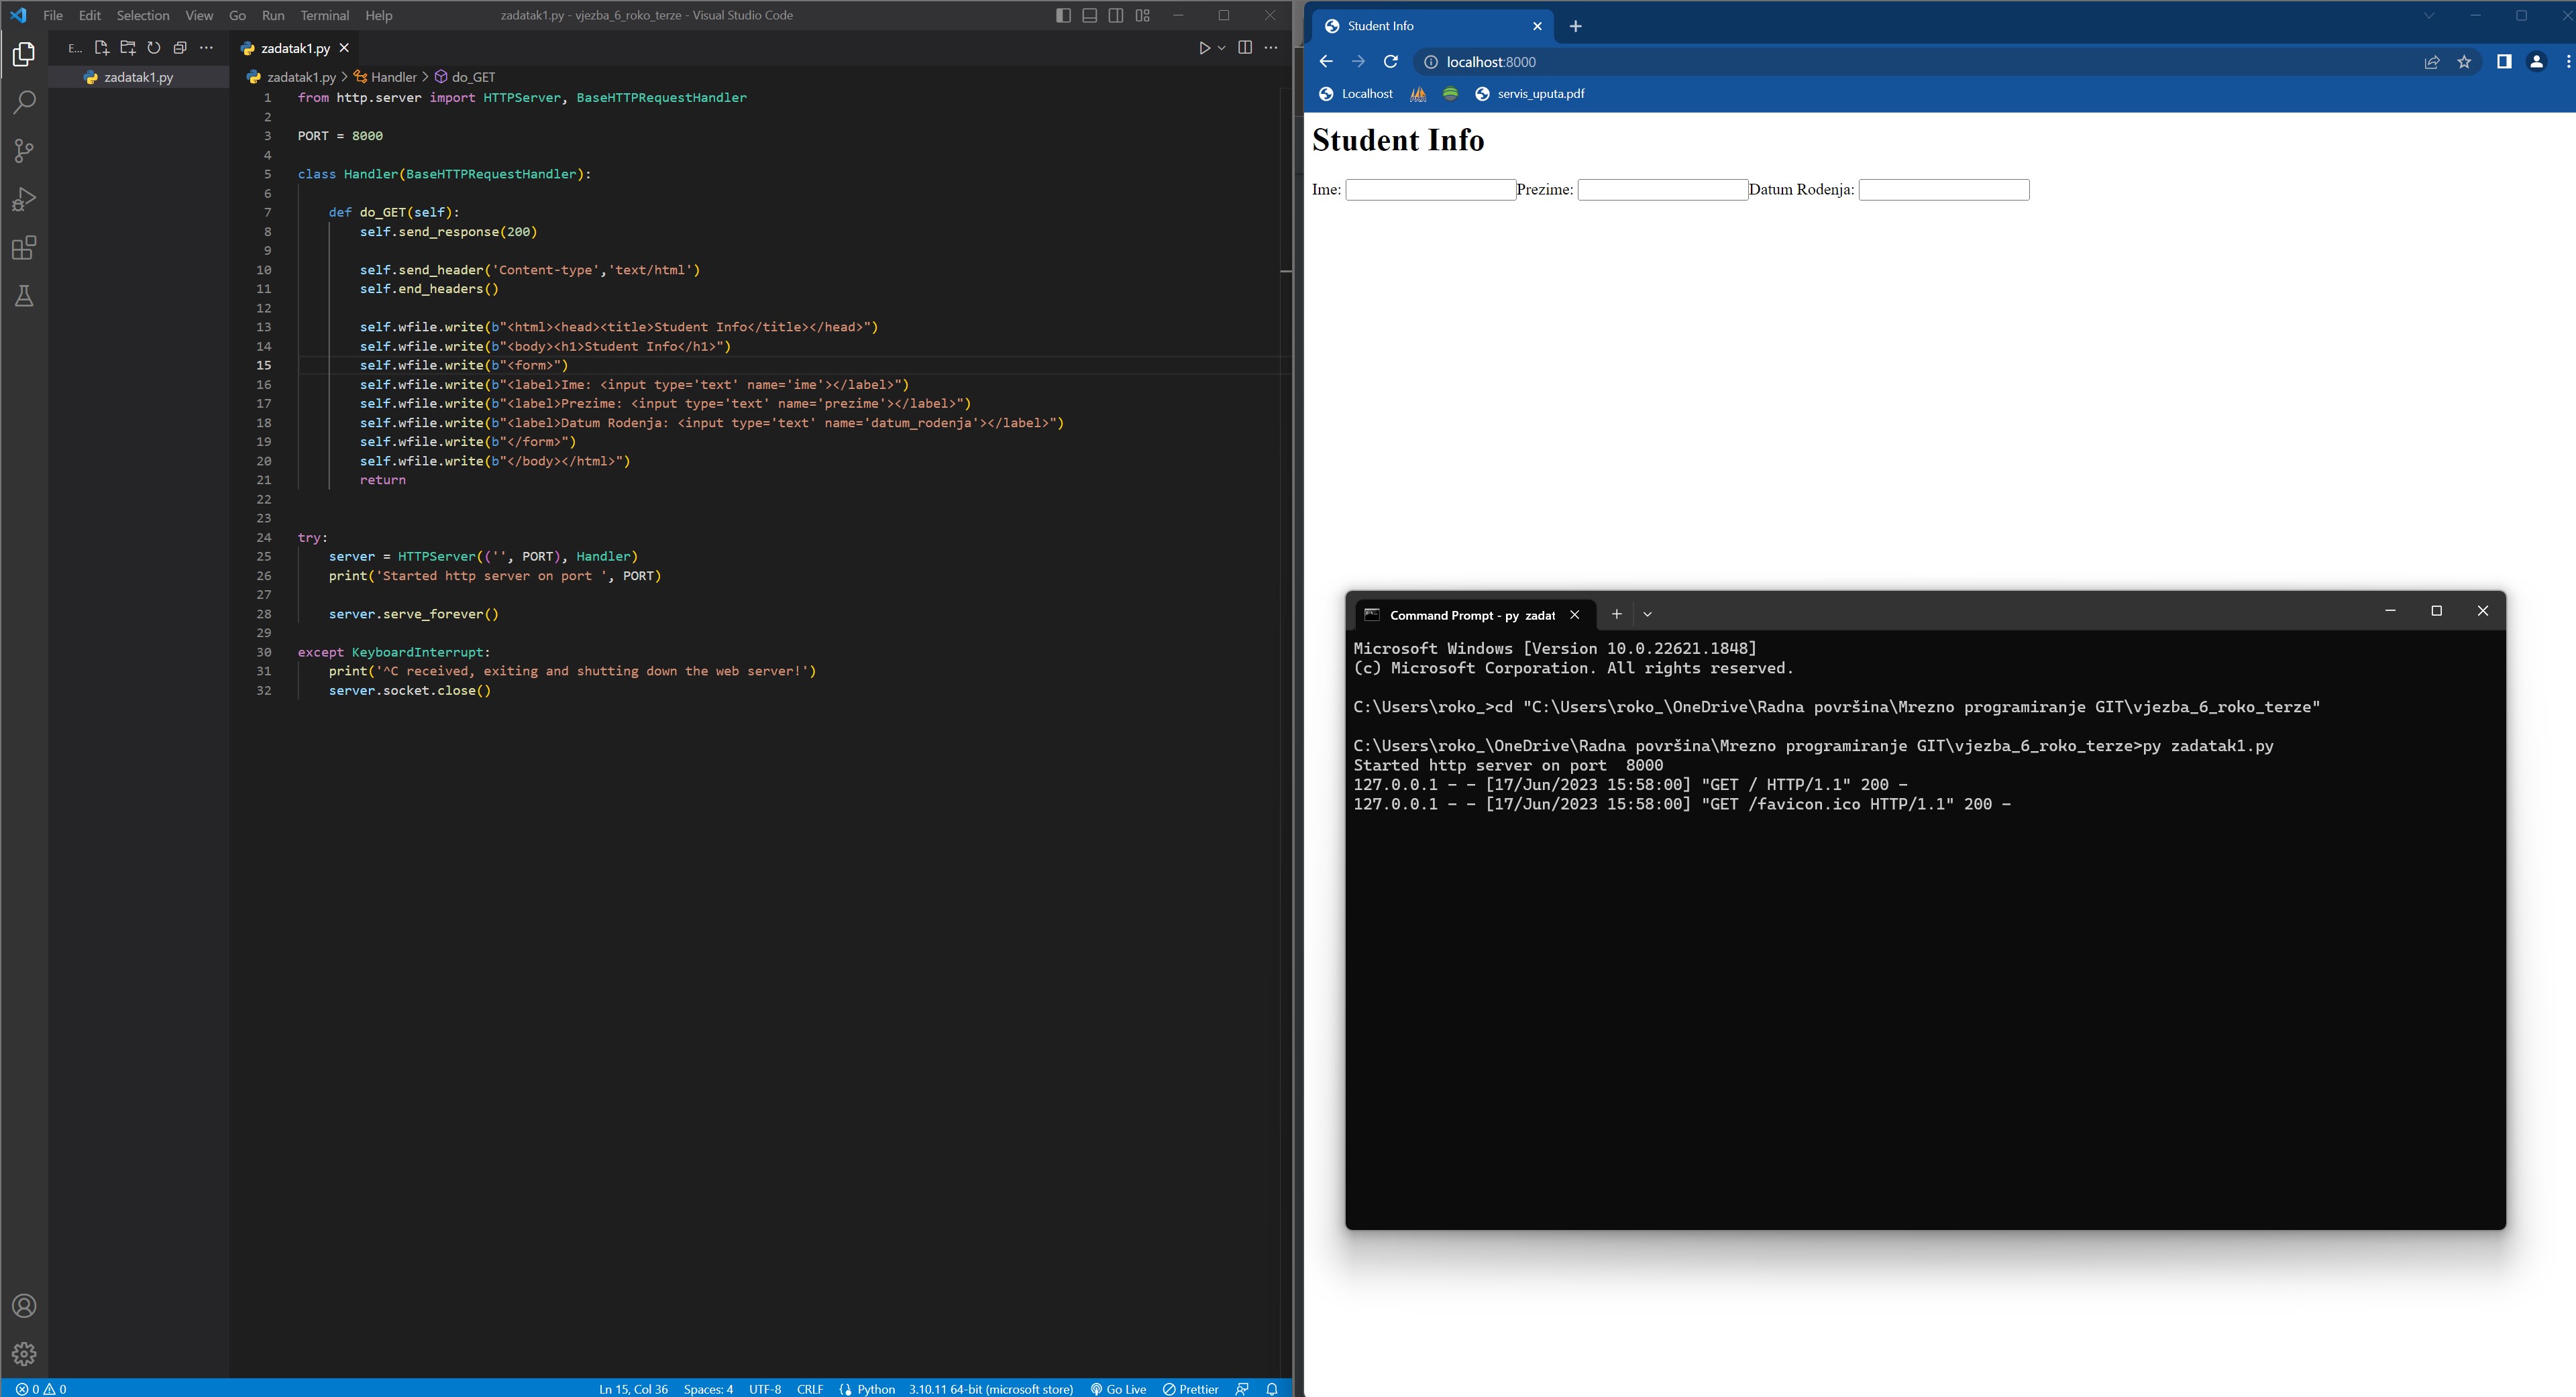 File Edit Selection View Go Run Terminal Help
zadatak1.py - vjezba_6_roko_terze - Visual Studio Code
E...
zadatak1.py
zadatak1.py
zadatak1.py > Handler > do_GET
1 from http.server import HTTPServer, BaseHTTPRequestHandler
2
3 PORT = 8000
4
5 class Handler(BaseHTTPRequestHandler):
6
7 def do_GET(self):
8 self.send_response(200)
9
10 self.send_header('Content-type','text/html')
11 self.end_headers()
12
13 self.wfile.write(b"<html><head><title>Student Info</title></head>")
14 self.wfile.write(b"<body><h1>Student Info</h1>")
15 self.wfile.write(b"<form>")
16 self.wfile.write(b"<label>Ime: <input type='text' name='ime'></label>")
17 self.wfile.write(b"<label>Prezime: <input type='text' name='prezime'></label>")
18 self.wfile.write(b"<label>Datum Rodenja: <input type='text' name='datum_rodenja'></label>")
19 self.wfile.write(b"</form>")
20 self.wfile.write(b"</body></html>")
21 return
22
23
24 try:
25 server = HTTPServer(('', PORT), Handler)
26 print('Started http server on port ', PORT)
27
28 server.serve_forever()
29
30 except KeyboardInterrupt:
31 print('^C received, exiting and shutting down the web server!')
32 server.socket.close()
0 0
Ln 15, Col 36 Spaces: 4 UTF-8 CRLF Python 3.10.11 64-bit (microsoft store) Go Live Prettier
Student Info
localhost:8000
Localhost servis_uputa.pdf
Student Info
Ime: Prezime: Datum Rodenja:
Command Prompt - py zadat
Microsoft Windows [Version 10.0.22621.1848]
(c) Microsoft Corporation. All rights reserved.
C:\Users\roko_>cd "C:\Users\roko_\OneDrive\Radna površina\Mrezno programiranje GIT\vjezba_6_roko_terze"
C:\Users\roko_\OneDrive\Radna površina\Mrezno programiranje GIT\vjezba_6_roko_terze>py zadatak1.py
Started http server on port  8000
127.0.0.1 - - [17/Jun/2023 15:58:00] "GET / HTTP/1.1" 200 -
127.0.0.1 - - [17/Jun/2023 15:58:00] "GET /favicon.ico HTTP/1.1" 200 -